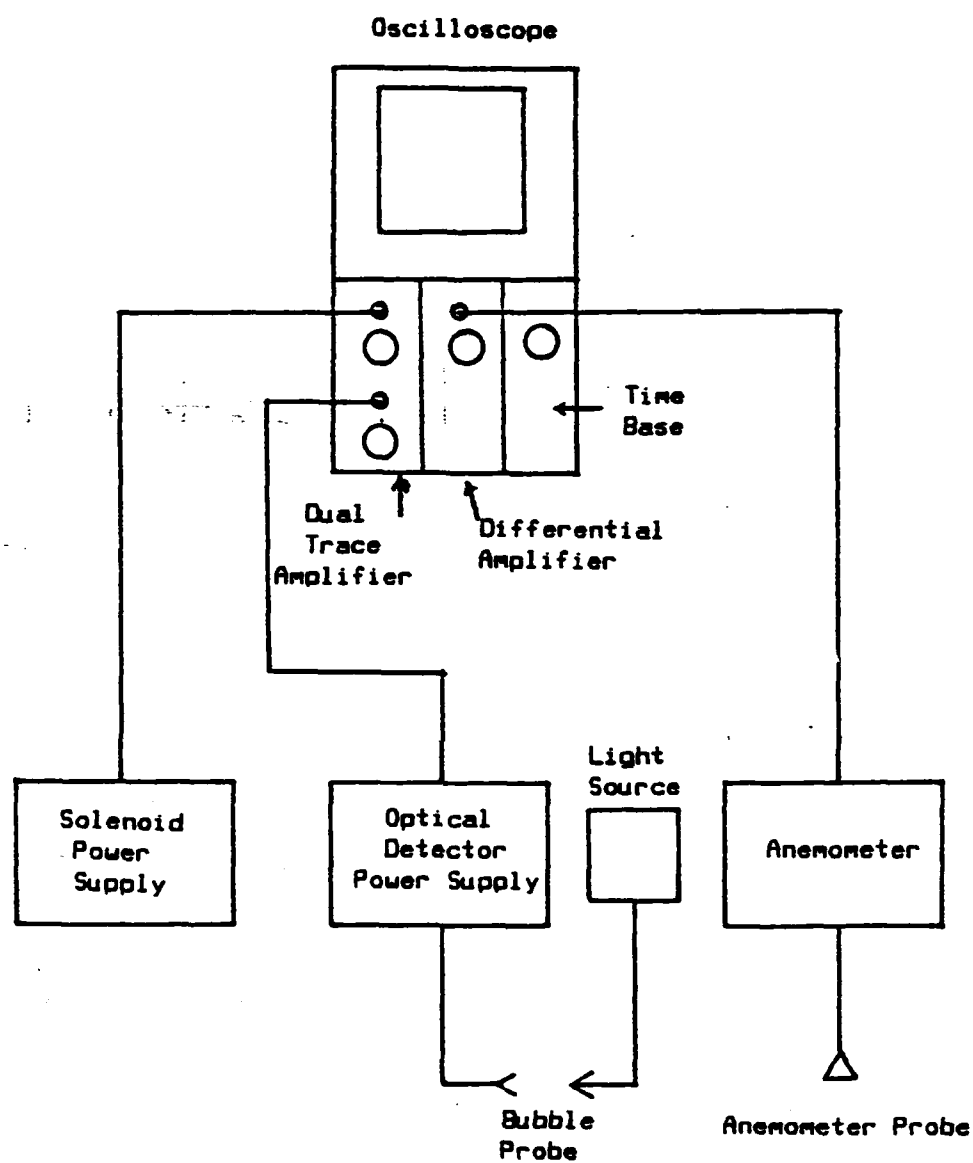 Oscilloscope
Time
Base
Dual
Trace
Amplifier
Differential
Amplifier
Light
Source
Solenoid
Power
Supply
Optical
Detector
Power Supply
Anemometer
Bubble
Probe
Anemometer Probe